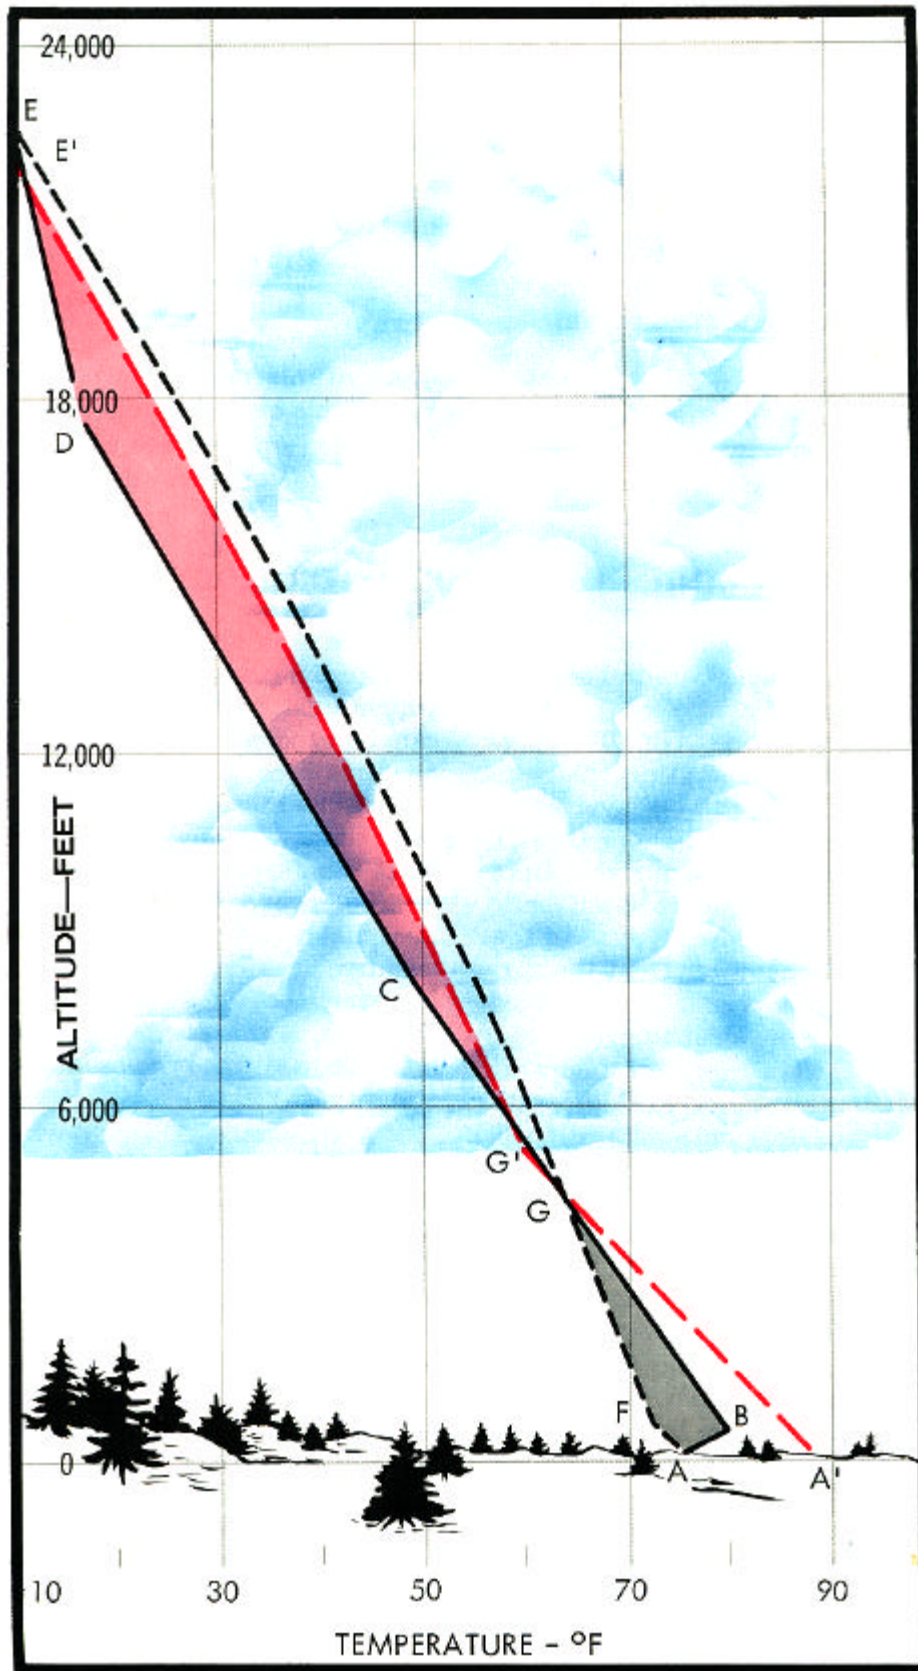 24,000
E
E'
18,000
D
12,000
ALTITUDE—FEET
C
6,000
G'
G
F
B
0
A
A'
10 30 50 70 90
TEMPERATURE - °F